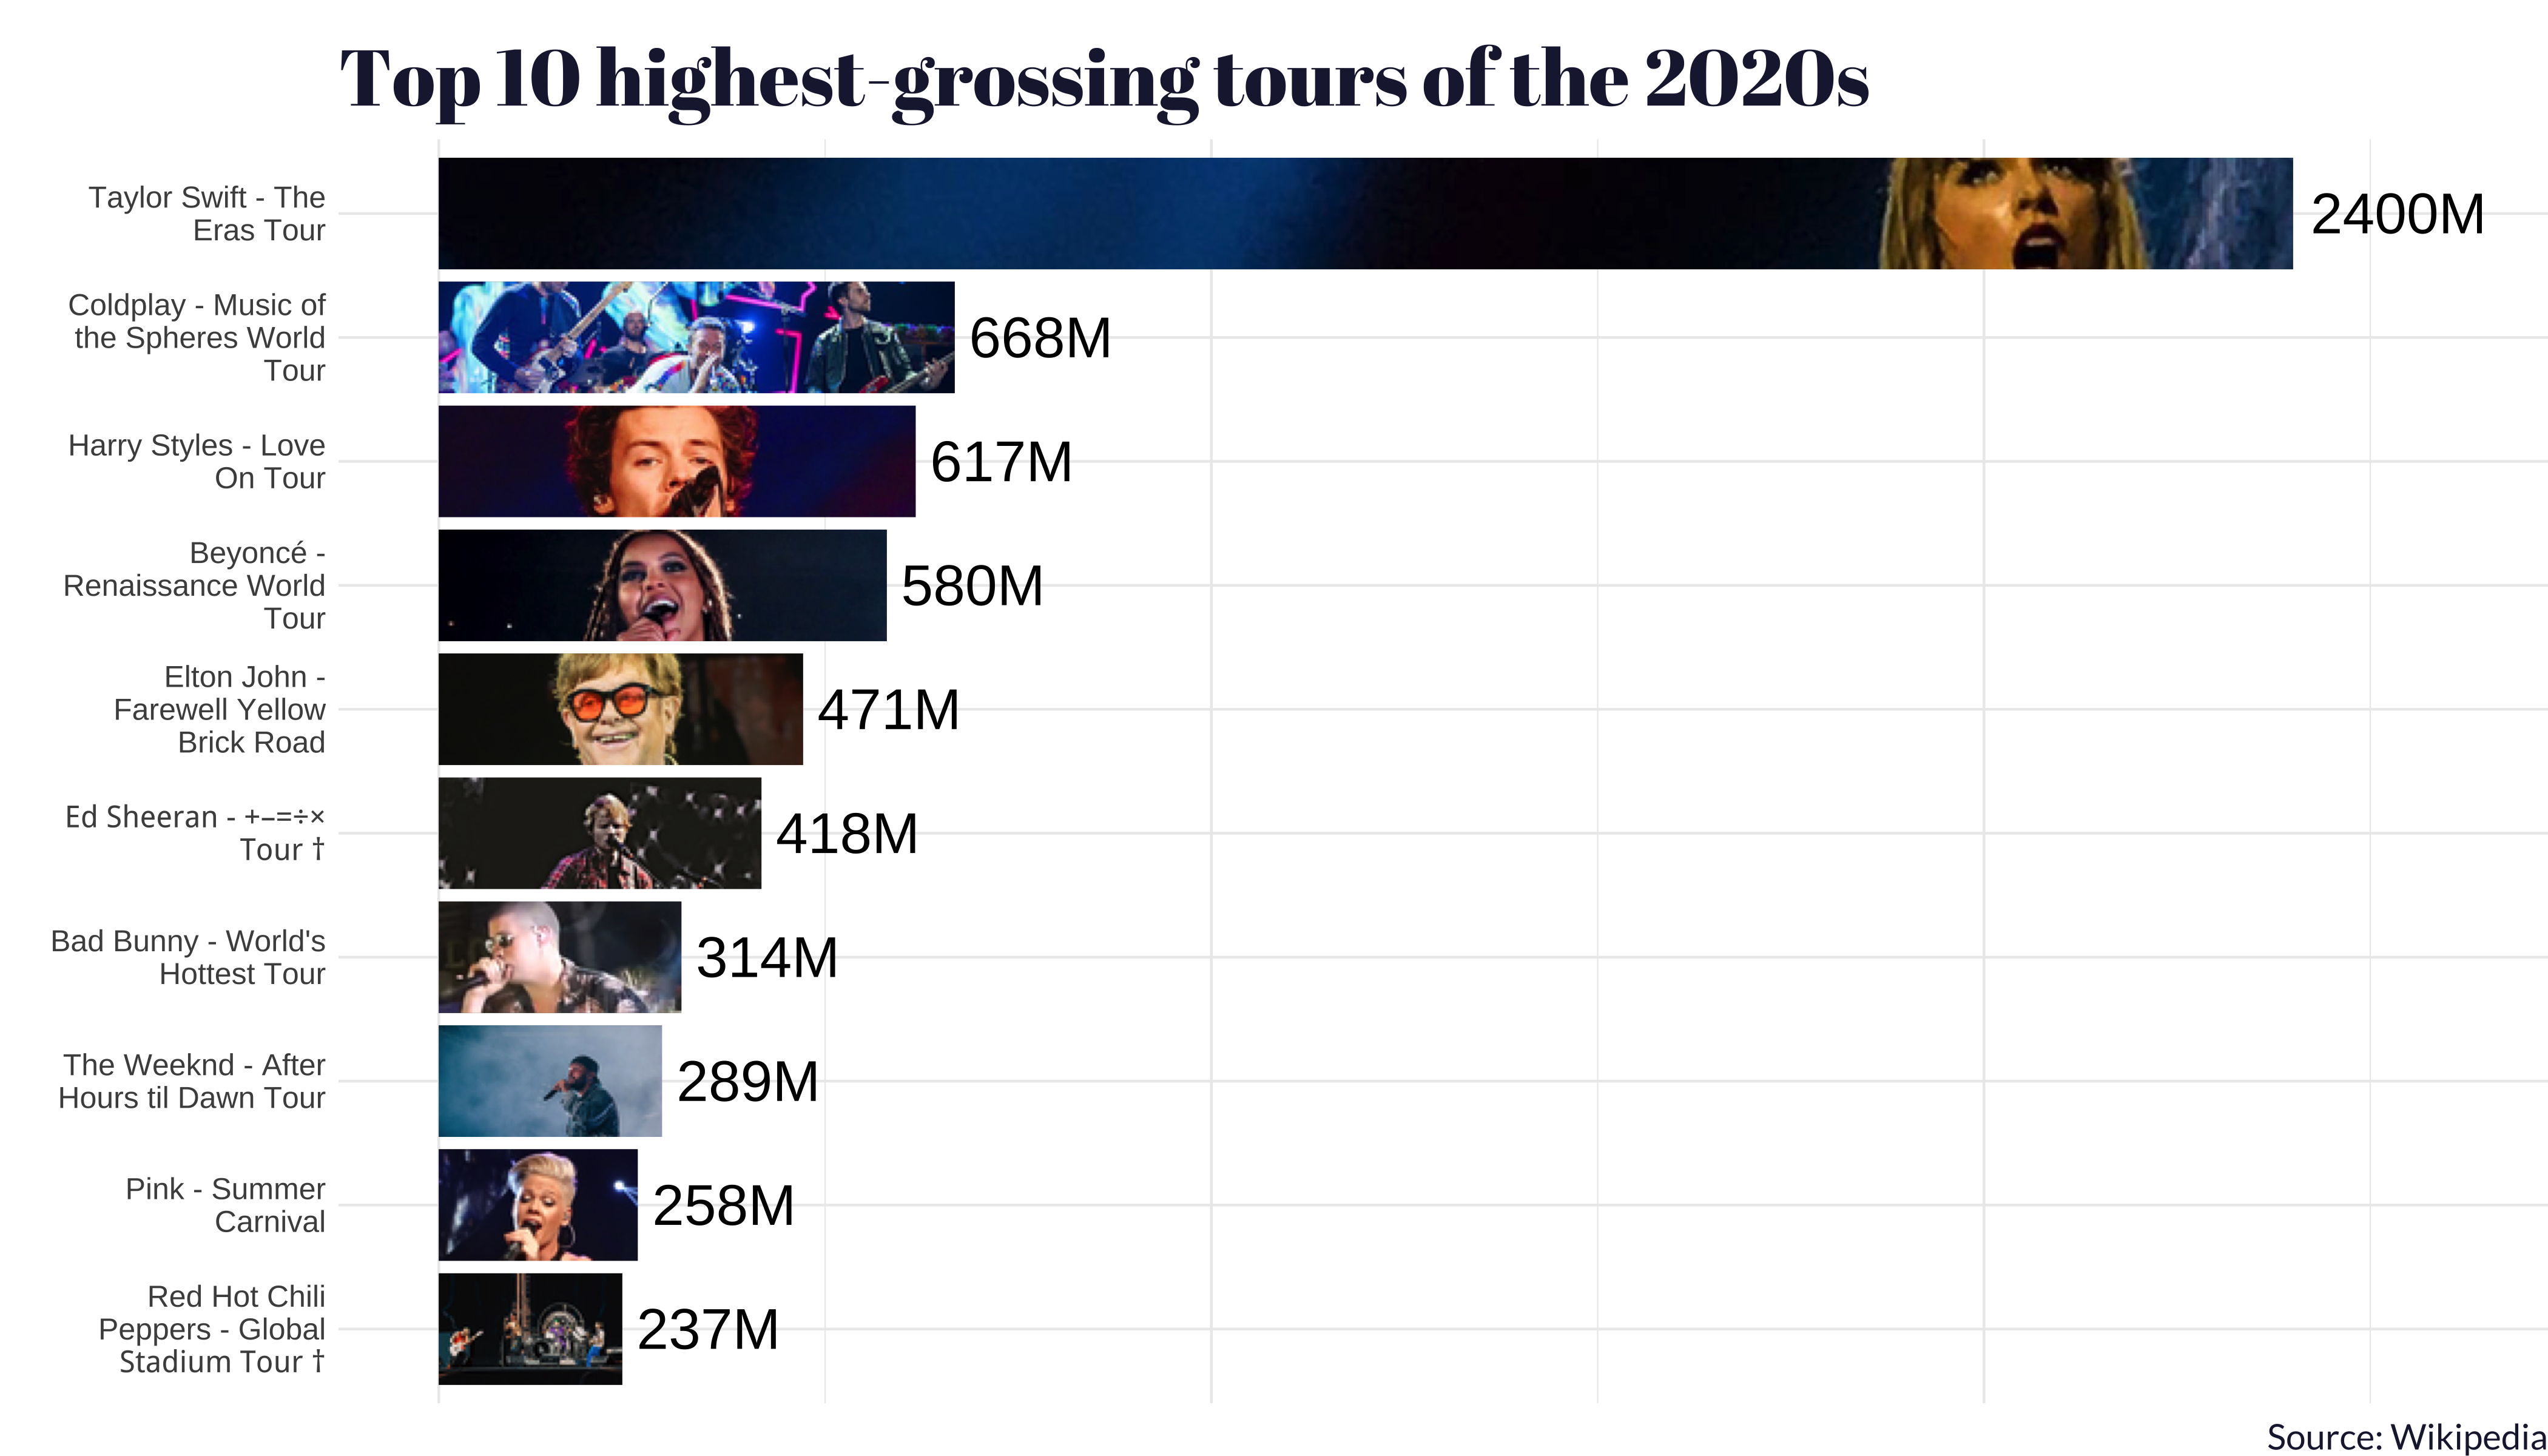 Top 10 highest-grossing tours of the 2020s
Taylor Swift - The
Eras Tour
2400M
Coldplay - Music of
the Spheres World
Tour
668M
Harry Styles - Love
On Tour
617M
Beyoncé -
Renaissance World
Tour
580M
Elton John -
Farewell Yellow
Brick Road
471M
Ed Sheeran - +–=÷×
Tour †
418M
Bad Bunny - World's
Hottest Tour
314M
The Weeknd - After
Hours til Dawn Tour
289M
Pink - Summer
Carnival
258M
Red Hot Chili
Peppers - Global
Stadium Tour †
237M
Source: Wikipedia